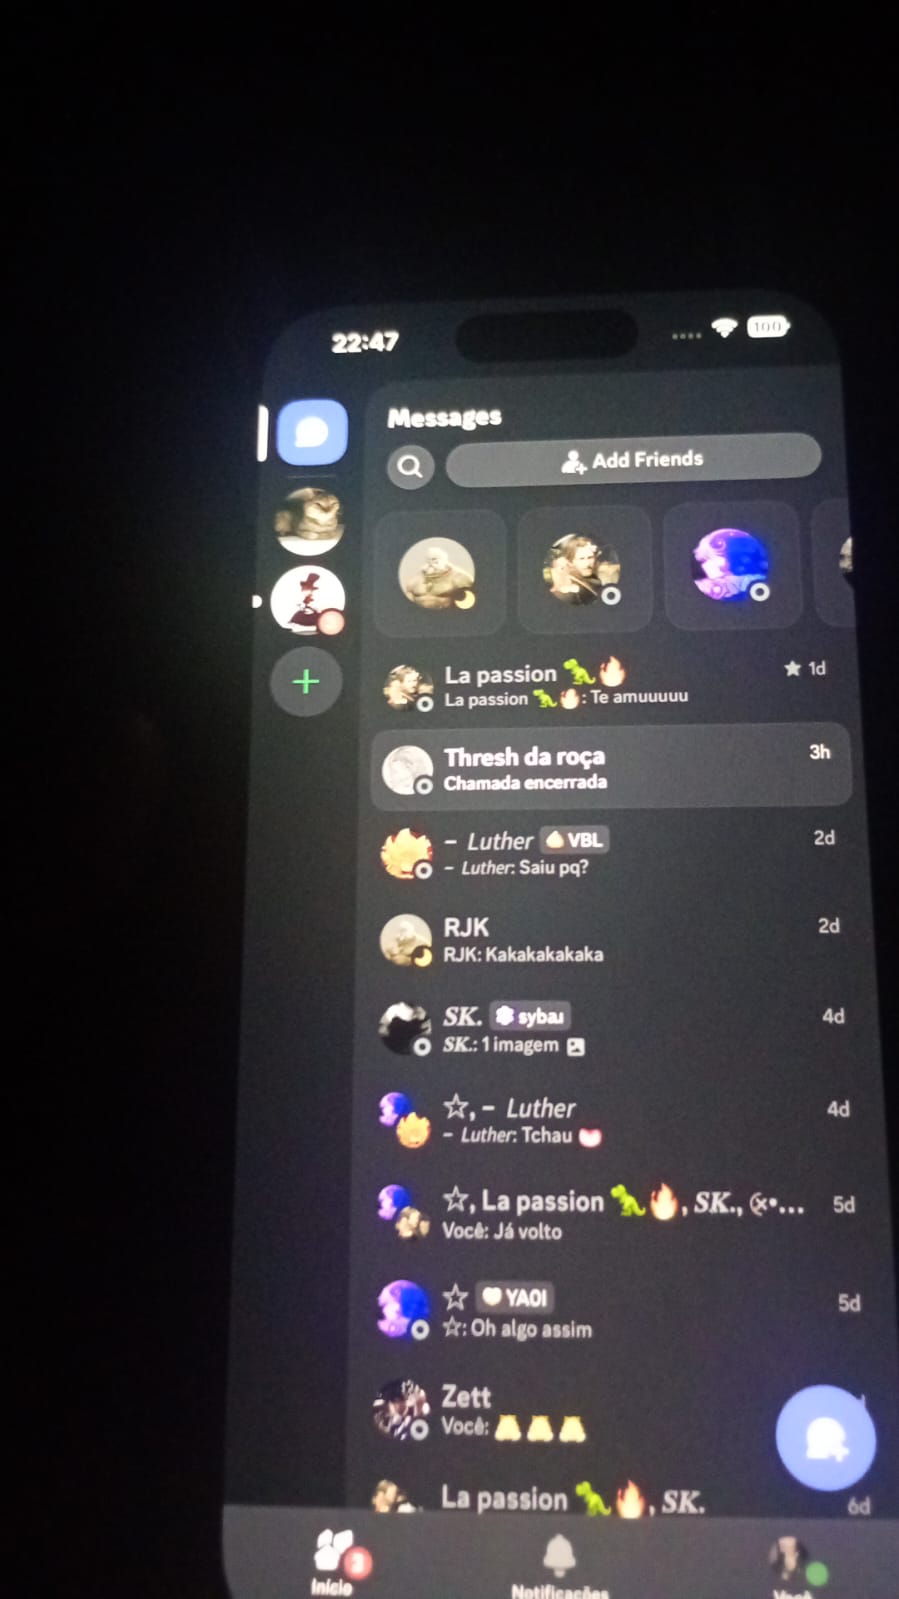 22:47
100
Messages
Add Friends
La passion 🦖🔥
★ 1d
La passion 🦖🔥: Te amuuuuu
Thresh da roça
3h
Chamada encerrada
– Luther VBL
2d
– Luther: Saiu pq?
RJK
2d
RJK: Kakakakakaka
SK. sybau
4d
SK.: 1 imagem
☆, – Luther
4d
– Luther: Tchau
☆, La passion 🦖🔥, SK., (x•...
5d
Você: Já volto
☆ YAOI
5d
☆: Oh algo assim
Zett
Você:
La passion 🦖🔥, SK.
6d
3
Início
Notificações
Você